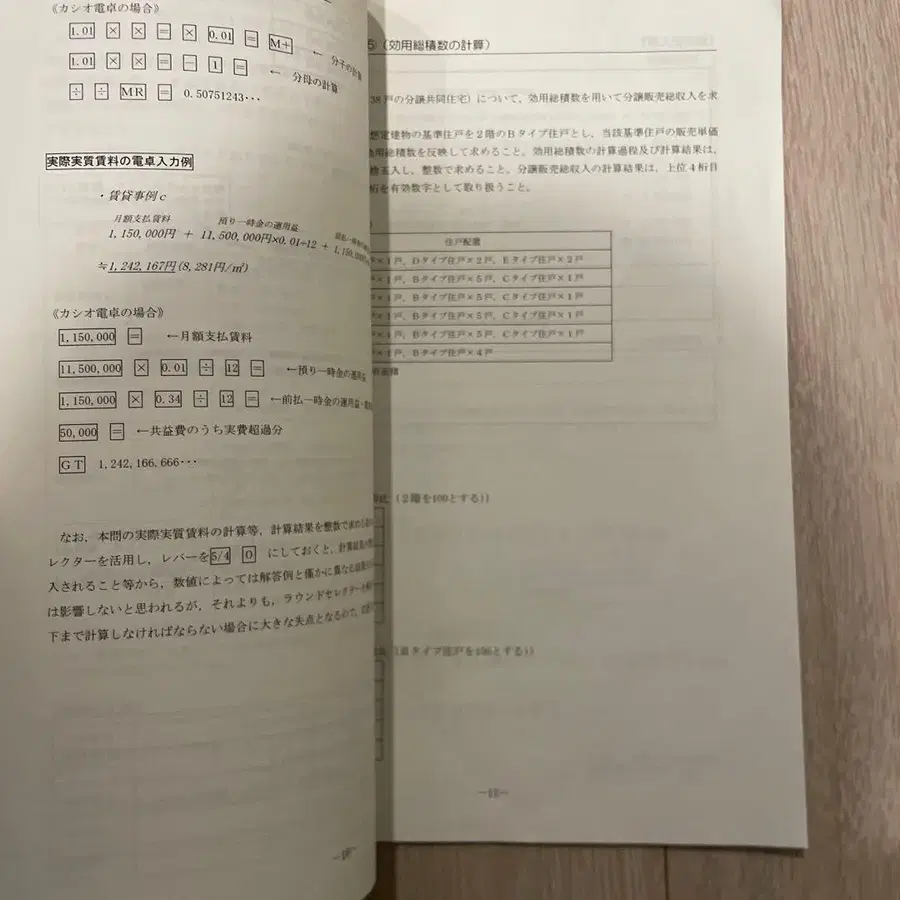 《カシオ電卓の場合》
1.01 × × = × 0.01 = M+ ← 分子の計算
1.01 × × = − 1 = ← 分母の計算
÷ ÷ MR = 0.50751243･･･
実際実質賃料の電卓入力例
・賃貸事例c
月額支払賃料 預り一時金の運用益
1,150,000円 + 11,500,000円×0.01÷12 + 1,150,
≒1,242,167円(8,281円/㎡)
《カシオ電卓の場合》
1,150,000 = ←月額支払賃料
11,500,000 × 0.01 ÷ 12 = ←預り一時金の運用益
1,150,000 × 0.34 ÷ 12 = ←前払一時金の運用益・
50,000 = ←共益費のうち実費超過分
GT 1,242,166.666･･･
なお，本問の実際実質賃料の計算等，計算結果を整数で求める
レクターを活用し，レバーを5/4 0 にしておくと，計算結果の
入されること等から，数値によっては解答例と僅かに異なる
は影響しないと思われるが，それよりも，ラウンドセレクター
下まで計算しなければならない場合に大きな失点となるので，
5）（効用総積数の計算）
38戸の分譲共同住宅）について，効用総積数を用いて分譲販売総収入を求
想定建物の基準住戸を２階のＢタイプ住戸とし，当該基準住戸の販売単価
効用総積数を反映して求めること。効用総積数の計算過程及び計算結果は，
捨五入し，整数で求めること。分譲販売総収入の計算結果は，上位４桁目
桁を有効数字として取り扱うこと。
住戸配置
×１戸，Ｄタイプ住戸×２戸，Ｅタイプ住戸×２戸
×１戸，Ｂタイプ住戸×５戸，Ｃタイプ住戸×１戸
×１戸，Ｂタイプ住戸×５戸，Ｃタイプ住戸×１戸
×１戸，Ｂタイプ住戸×５戸，Ｃタイプ住戸×１戸
×１戸，Ｂタイプ住戸×５戸，Ｃタイプ住戸×１戸
×１戸，Ｂタイプ住戸×４戸
面積
（２階を100とする））
（Ｂタイプ住戸を100とする））